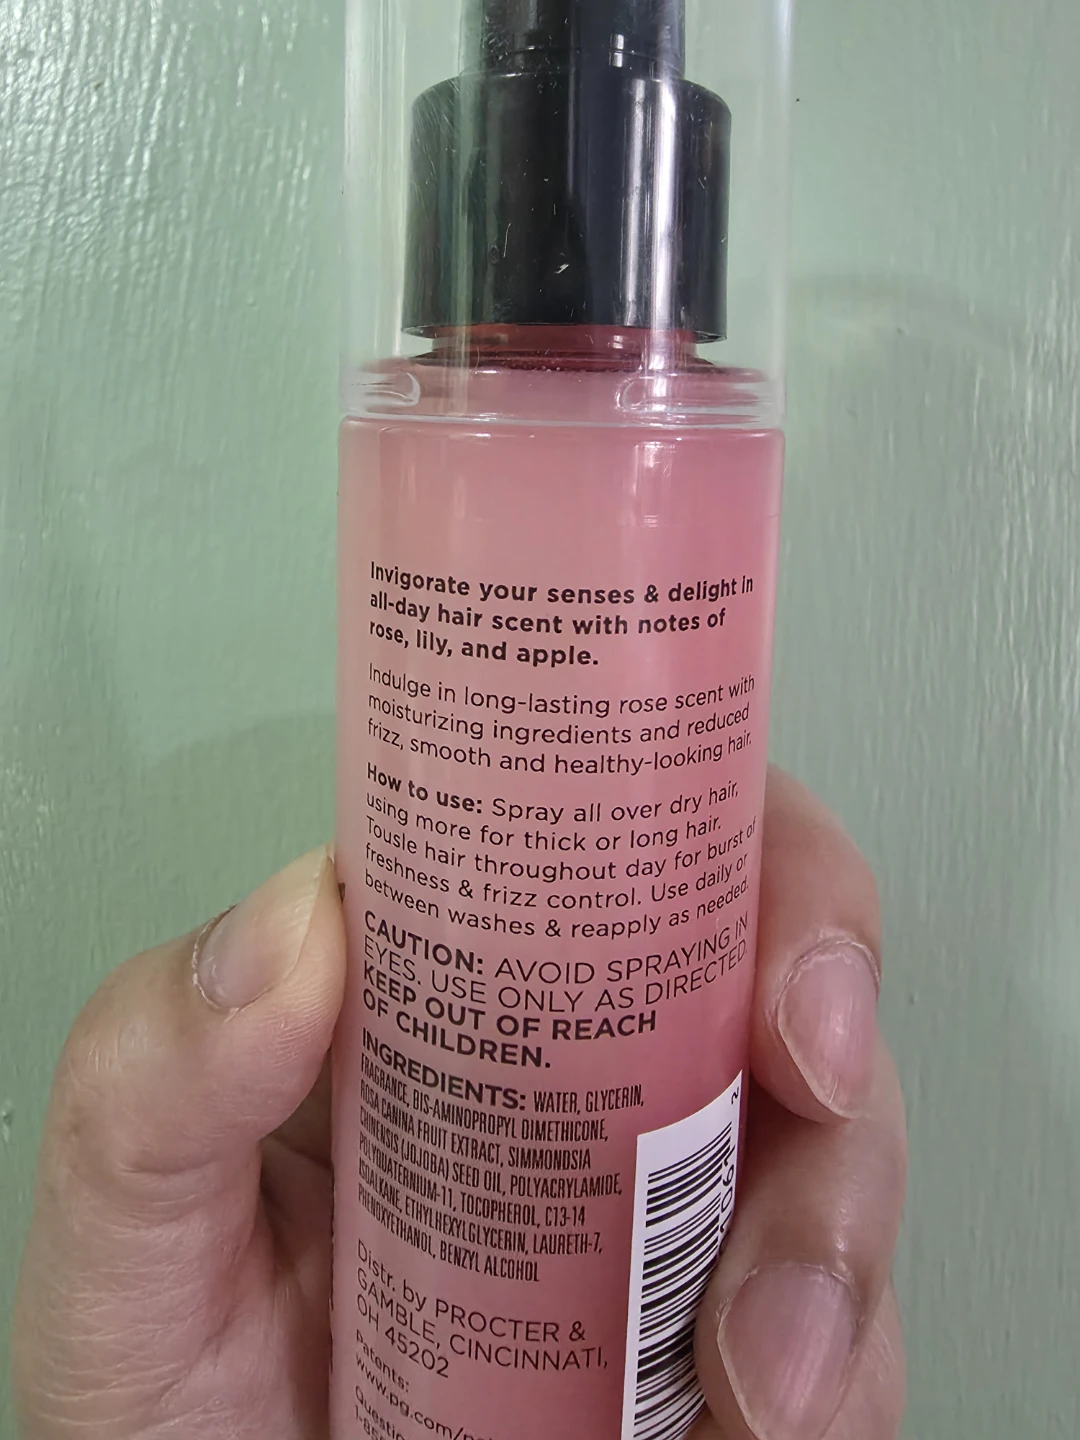 Invigorate your senses & delight in
all-day hair scent with notes of
rose, lily, and apple.
Indulge in long-lasting rose scent with
moisturizing ingredients and reduced
frizz, smooth and healthy-looking hair.
How to use: Spray all over dry hair,
using more for thick or long hair.
Tousle hair throughout day for burst of
freshness & frizz control. Use daily or
between washes & reapply as needed.
CAUTION: AVOID SPRAYING IN
EYES. USE ONLY AS DIRECTED.
KEEP OUT OF REACH
OF CHILDREN.
INGREDIENTS: WATER, GLYCERIN,
FRAGRANCE, BIS-AMINOPROPYL DIMETHICONE,
ROSA CANINA FRUIT EXTRACT, SIMMONDSIA
CHINENSIS (JOJOBA) SEED OIL, POLYACRYLAMIDE,
POLYQUATERNIUM-11, TOCOPHEROL, C13-14
ISOALKANE, ETHYLHEXYLGLYCERIN, LAURETH-7,
PHENOXYETHANOL, BENZYL ALCOHOL
Distr. by PROCTER &
GAMBLE, CINCINNATI,
OH 45202
Patents:
www.pg.com/